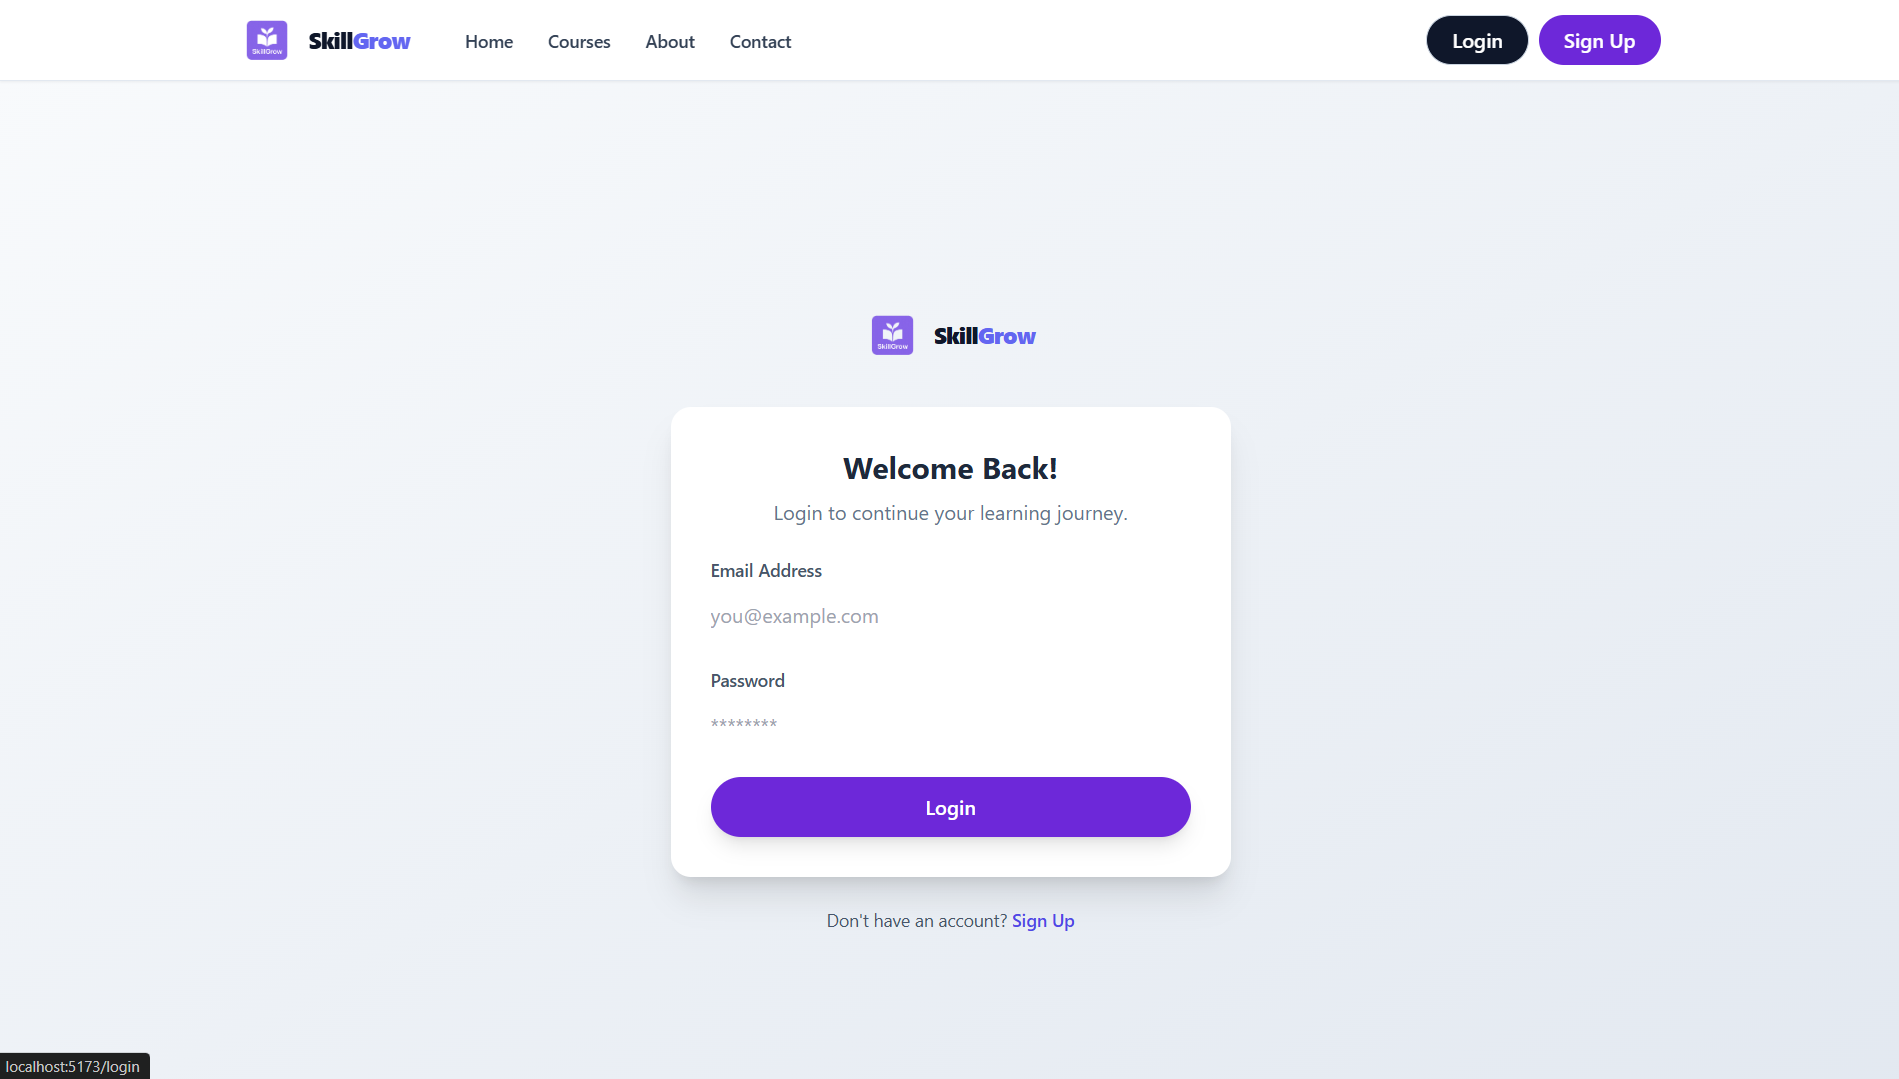 SkillGrow
SkillGrow
Home
Courses
About
Contact
Login
Sign Up
SkillGrow
SkillGrow
Welcome Back!
Login to continue your learning journey.
Email Address
you@example.com
Password
********
Login
Don't have an account? Sign Up
localhost:5173/login